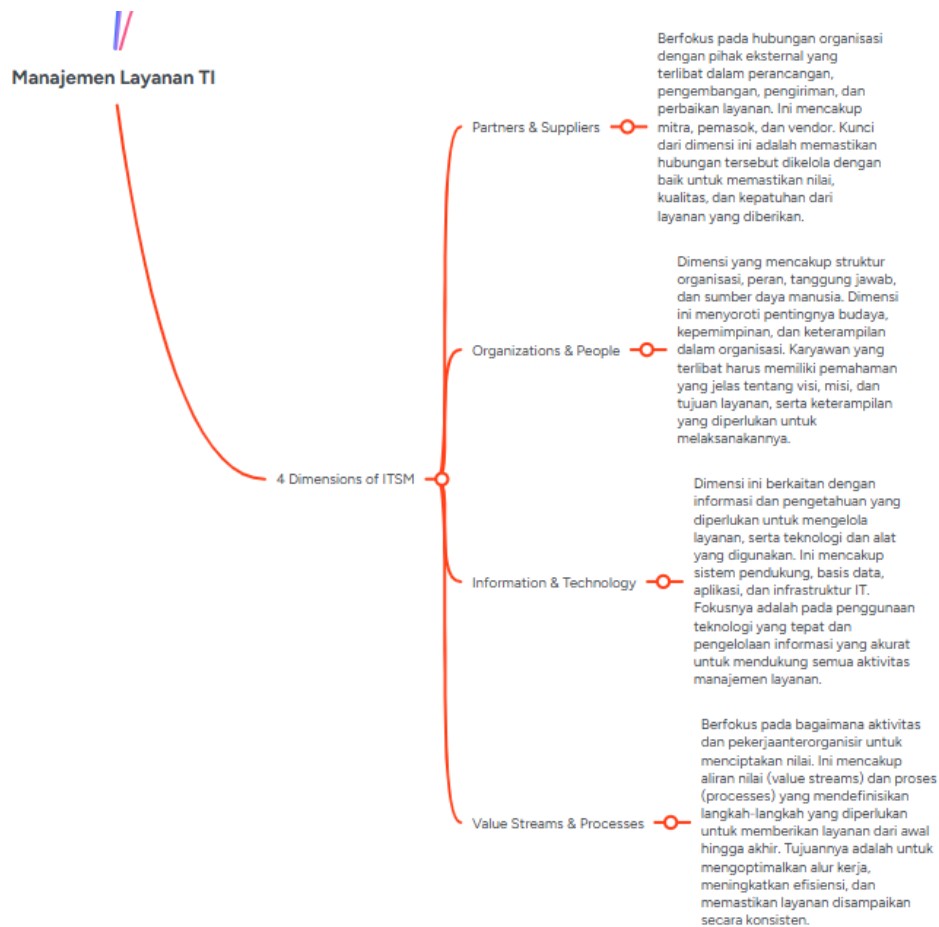 Manajemen Layanan TI
4 Dimensions of ITSM
Partners & Suppliers
Berfokus pada hubungan organisasi
dengan pihak eksternal yang
terlibat dalam perancangan,
pengembangan, pengiriman, dan
perbaikan layanan. Ini mencakup
mitra, pemasok, dan vendor. Kunci
dari dimensi ini adalah memastikan
hubungan tersebut dikelola dengan
baik untuk memastikan nilai,
kualitas, dan kepatuhan dari
layanan yang diberikan.
Organizations & People
Dimensi yang mencakup struktur
organisasi, peran, tanggung jawab,
dan sumber daya manusia. Dimensi
ini menyoroti pentingnya budaya,
kepemimpinan, dan keterampilan
dalam organisasi. Karyawan yang
terlibat harus memiliki pemahaman
yang jelas tentang visi, misi, dan
tujuan layanan, serta keterampilan
yang diperlukan untuk
melaksanakannya.
Information & Technology
Dimensi ini berkaitan dengan
informasi dan pengetahuan yang
diperlukan untuk mengelola
layanan, serta teknologi dan alat
yang digunakan. Ini mencakup
sistem pendukung, basis data,
aplikasi, dan infrastruktur IT.
Fokusnya adalah pada penggunaan
teknologi yang tepat dan
pengelolaan informasi yang akurat
untuk mendukung semua aktivitas
manajemen layanan.
Value Streams & Processes
Berfokus pada bagaimana aktivitas
dan pekerjaanterorganisir untuk
menciptakan nilai. Ini mencakup
aliran nilai (value streams) dan proses
(processes) yang mendefinisikan
langkah-langkah yang diperlukan
untuk memberikan layanan dari awal
hingga akhir. Tujuannya adalah untuk
mengoptimalkan alur kerja,
meningkatkan efisiensi, dan
memastikan layanan disampaikan
secara konsisten.